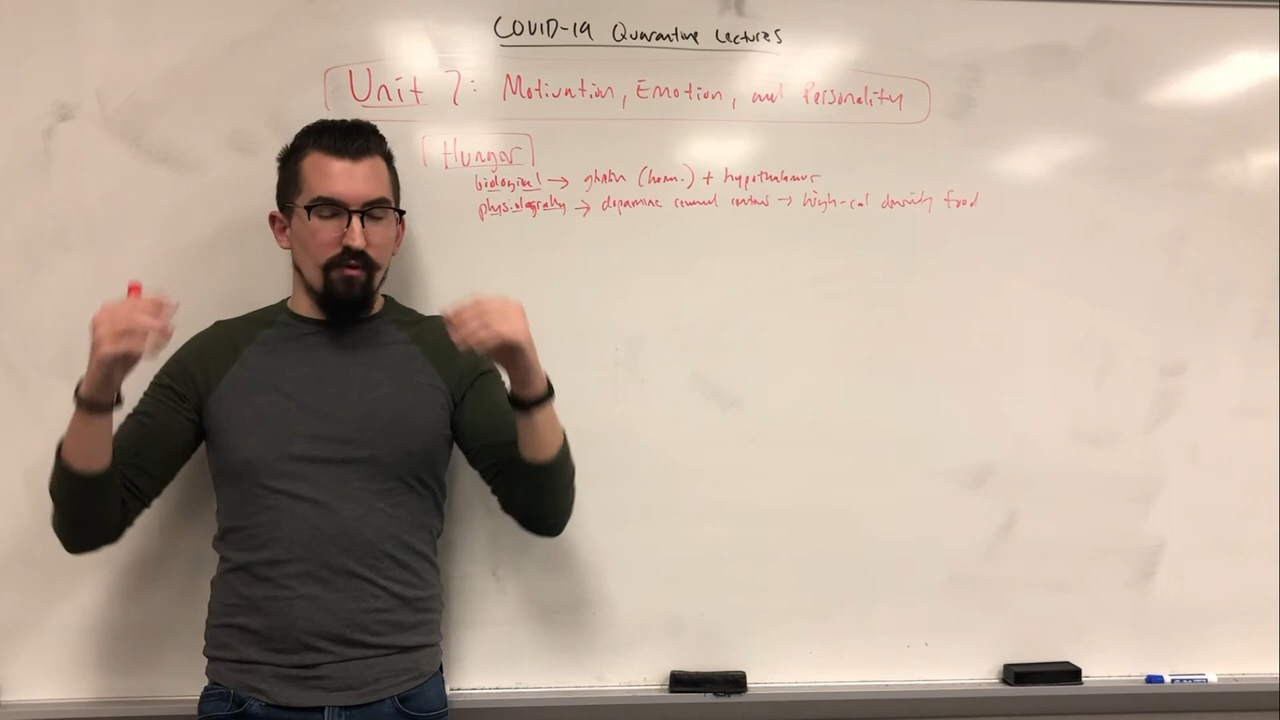 COVID-19 Quarantine Lectures
Unit 7: Motivation, Emotion, and Personality
Hunger
biological → ghrelin (horm.) + hypothalamus
physiologically → dopamine reward centers → high-cal density food